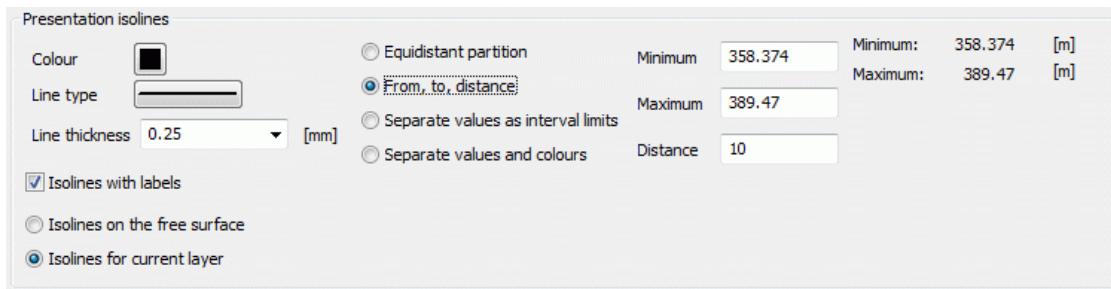 Presentation isolines
Colour
Line type
Line thickness 0.25 [mm]
Isolines with labels
Isolines on the free surface
Isolines for current layer
Equidistant partition
From, to, distance
Separate values as interval limits
Separate values and colours
Minimum 358.374
Maximum 389.47
Distance 10
Minimum: 358.374 [m]
Maximum: 389.47 [m]